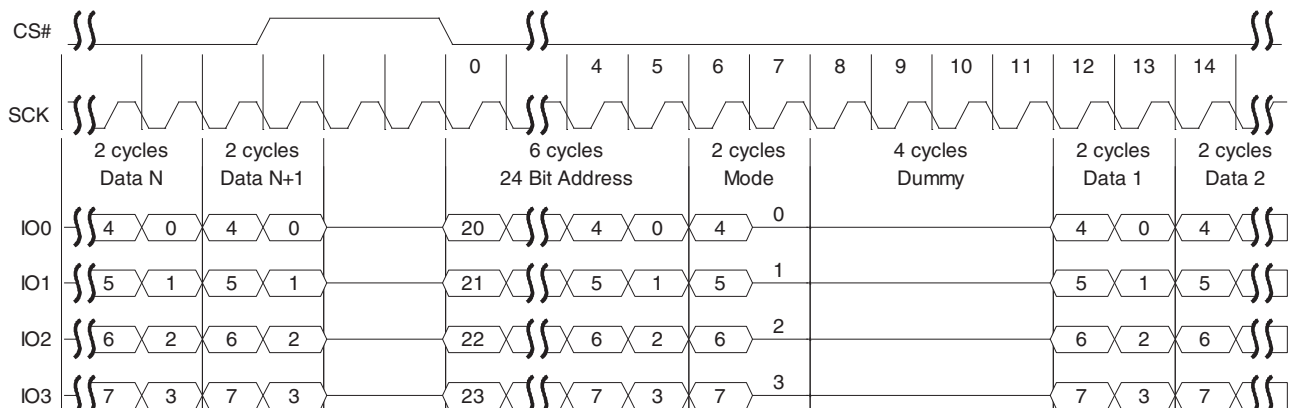 CS#
0 4 5 6 7 8 9 10 11 12 13 14
SCK
2 cycles 2 cycles 6 cycles 2 cycles 4 cycles 2 cycles 2 cycles
Data N Data N+1 24 Bit Address Mode Dummy Data 1 Data 2
IO0 4 0 4 0 20 4 0 4 0 4 0 4
IO1 5 1 5 1 21 5 1 5 1 5 1 5
IO2 6 2 6 2 22 6 2 6 2 6 2 6
IO3 7 3 7 3 23 7 3 7 3 7 3 7